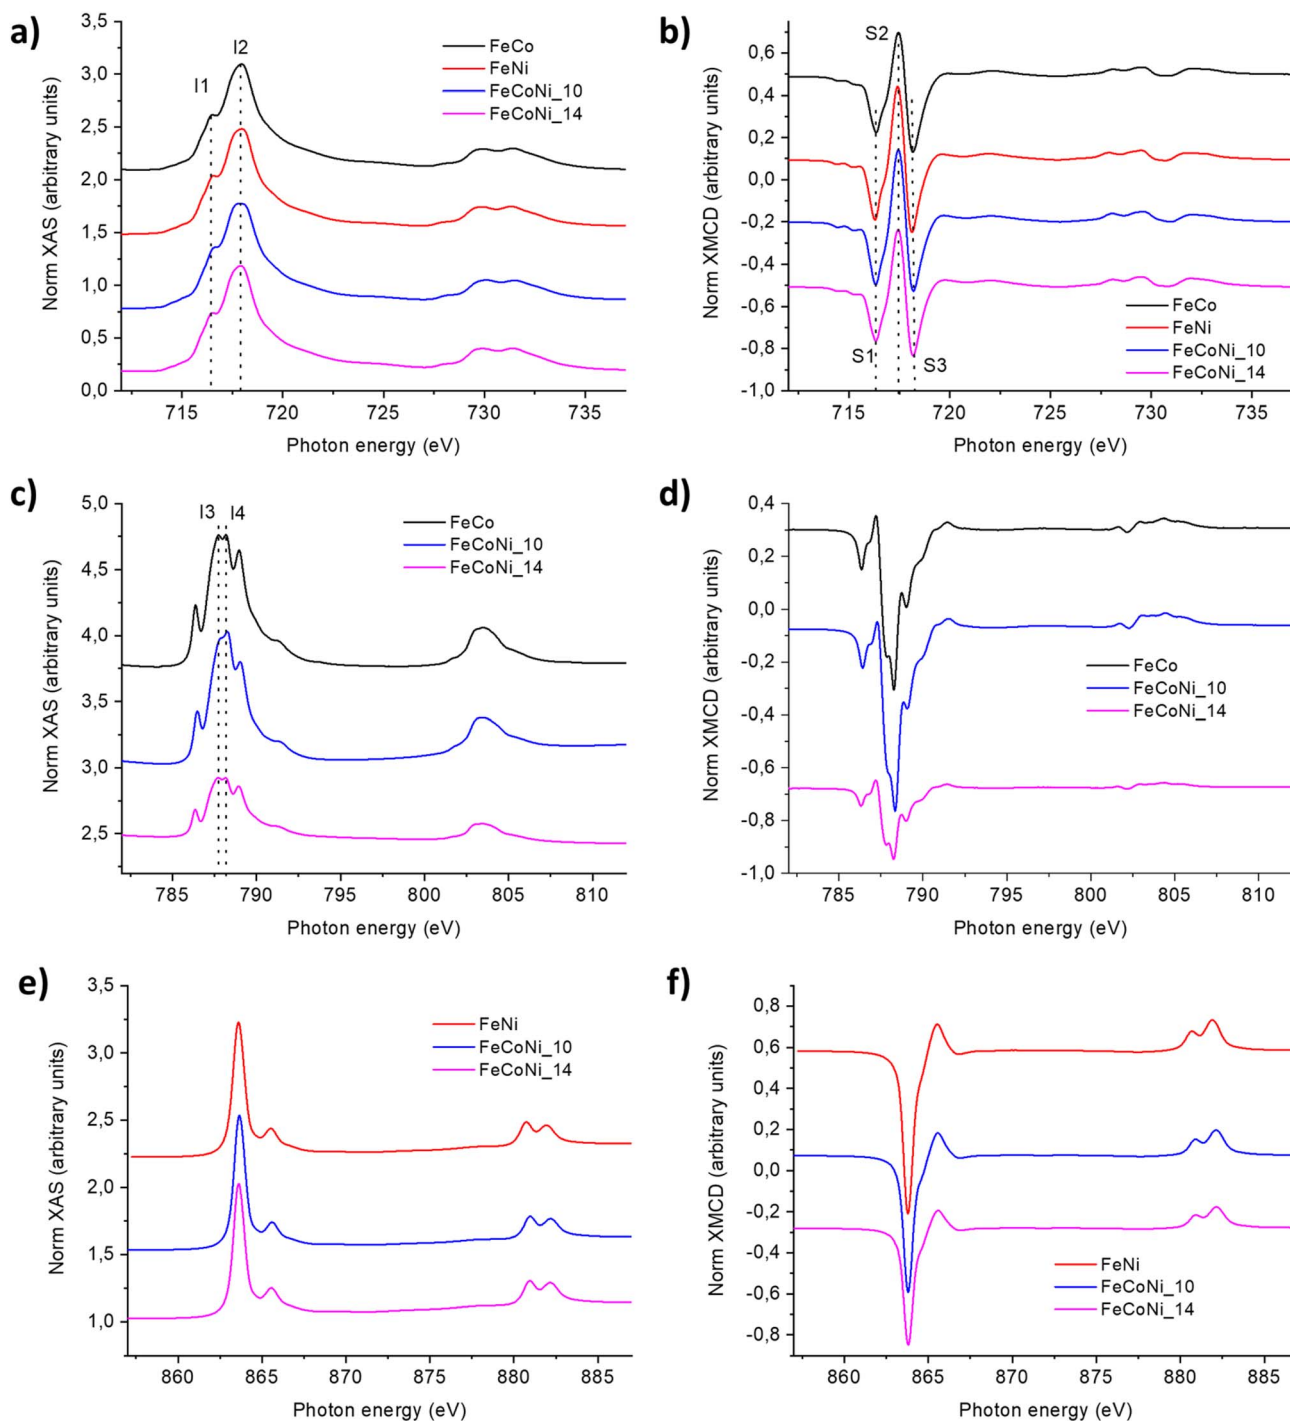 a)
3,5
3,0
2,5
2,0
1,5
1,0
0,5
0,0
Norm XAS (arbitrary units)
I1
I2
FeCo
FeNi
FeCoNi_10
FeCoNi_14
715
720
725
730
735
Photon energy (eV)
b)
0,6
0,4
0,2
0,0
-0,2
-0,4
-0,6
-0,8
-1,0
Norm XMCD (arbitrary units)
S2
S1
S3
FeCo
FeNi
FeCoNi_10
FeCoNi_14
715
720
725
730
735
Photon energy (eV)
c)
5,0
4,5
4,0
3,5
3,0
2,5
Norm XAS (arbitrary units)
I3
I4
FeCo
FeCoNi_10
FeCoNi_14
785
790
795
800
805
810
Photon energy (eV)
d)
0,4
0,2
0,0
-0,2
-0,4
-0,6
-0,8
-1,0
Norm XMCD (arbitrary units)
FeCo
FeCoNi_10
FeCoNi_14
785
790
795
800
805
810
Photon energy (eV)
e)
3,5
3,0
2,5
2,0
1,5
1,0
Norm XAS (arbitrary units)
FeNi
FeCoNi_10
FeCoNi_14
860
865
870
875
880
885
Photon energy (eV)
f)
0,8
0,6
0,4
0,2
0,0
-0,2
-0,4
-0,6
-0,8
Norm XMCD (arbitrary units)
FeNi
FeCoNi_10
FeCoNi_14
860
865
870
875
880
885
Photon energy (eV)